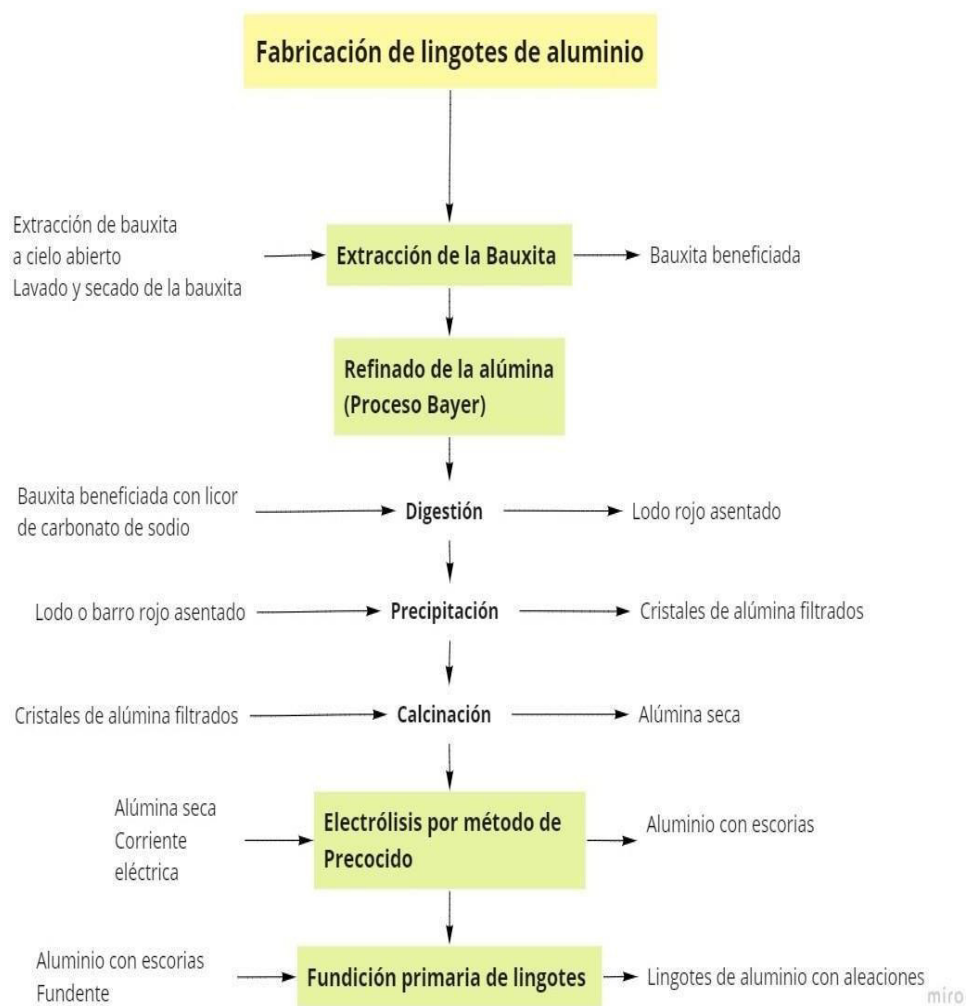 Fabricación de lingotes de aluminio
Extracción de bauxita
a cielo abierto
Lavado y secado de la bauxita
Extracción de la Bauxita
Bauxita beneficiada
Refinado de la alúmina
(Proceso Bayer)
Bauxita beneficiada con licor
de carbonato de sodio
Digestión
Lodo rojo asentado
Lodo o barro rojo asentado
Precipitación
Cristales de alúmina filtrados
Cristales de alúmina filtrados
Calcinación
Alúmina seca
Alúmina seca
Corriente
eléctrica
Electrólisis por método de
Precocido
Aluminio con escorias
Aluminio con escorias
Fundente
Fundición primaria de lingotes
Lingotes de aluminio con aleaciones
miro